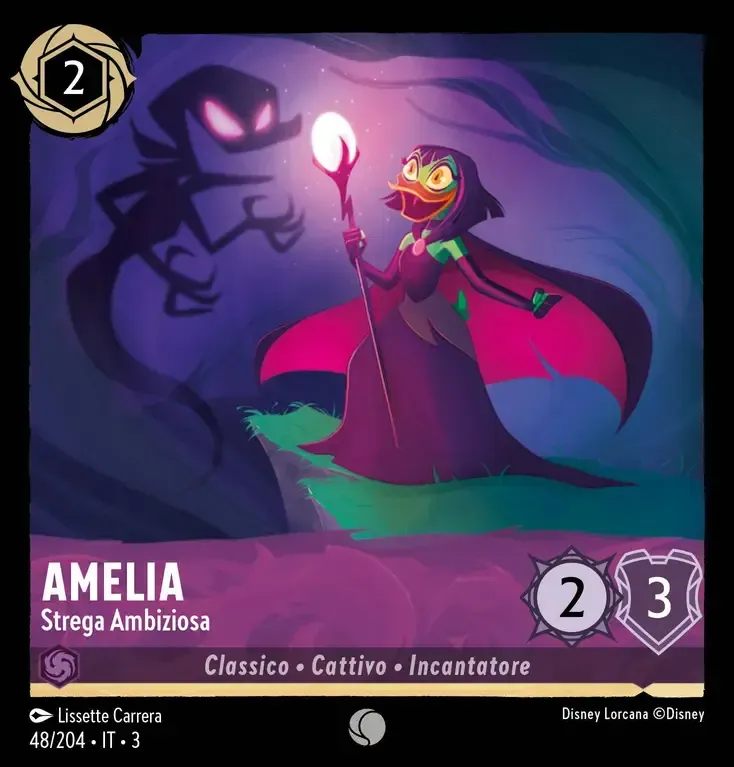 2
AMELIA
Strega Ambiziosa
2
3
Classico • Cattivo • Incantatore
Lissette Carrera
Disney Lorcana ©Disney
48/204 • IT • 3